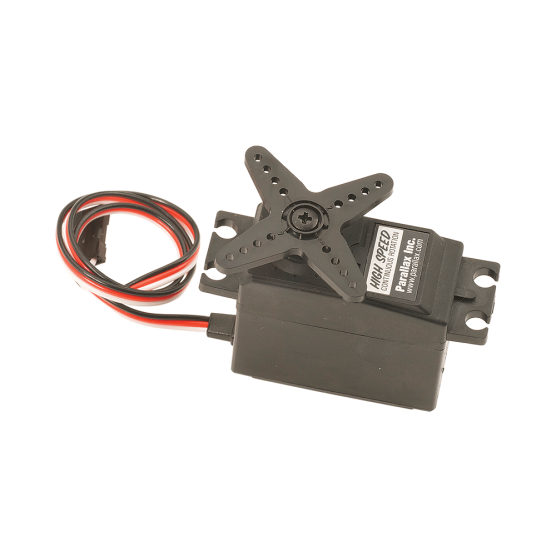 HIGH SPEED
CONTINUOUS ROTATION
Parallax Inc.
www.parallax.com